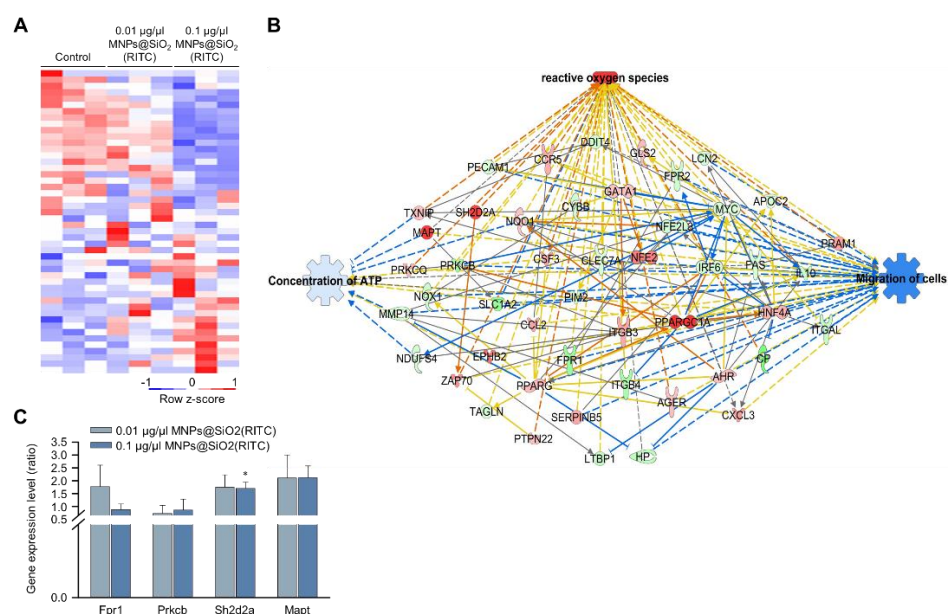 A
Control
0.01 µg/µl
MNPs@SiO2
(RITC)
0.1 µg/µl
MNPs@SiO2
(RITC)
-1 0 1
Row z-score
B
reactive oxygen species
DDIT4
CCR5
GLS2
LCN2
PECAM1
FPR2
GATA1
APOC2
CYBB
MYC
TXNIP
SH2D2A
NQO1
NFE2L2
MAPT
PRAM1
CSF3
CLEC7A
NFE2
PRKCQ
PRKCB
IRF6
FAS
IL10
Concentration of ATP
Migration of cells
NOX1
SLC1A2
PIM2
MMP14
CCL2
ITGB3
PPARGC1A
HNF4A
ITGAL
NDUFS4
EPHB2
FPR1
CP
ZAP70
PPARG
ITGB4
AHR
AGER
TAGLN
SERPINB5
CXCL3
PTPN22
LTBP1
HP
C
0.01 µg/µl MNPs@SiO2(RITC)
0.1 µg/µl MNPs@SiO2(RITC)
Gene expression level (ratio)
3.5
3.0
2.5
2.0
1.5
1.0
0.5
0.0
*
Fpr1 Prkcb Sh2d2a Mapt